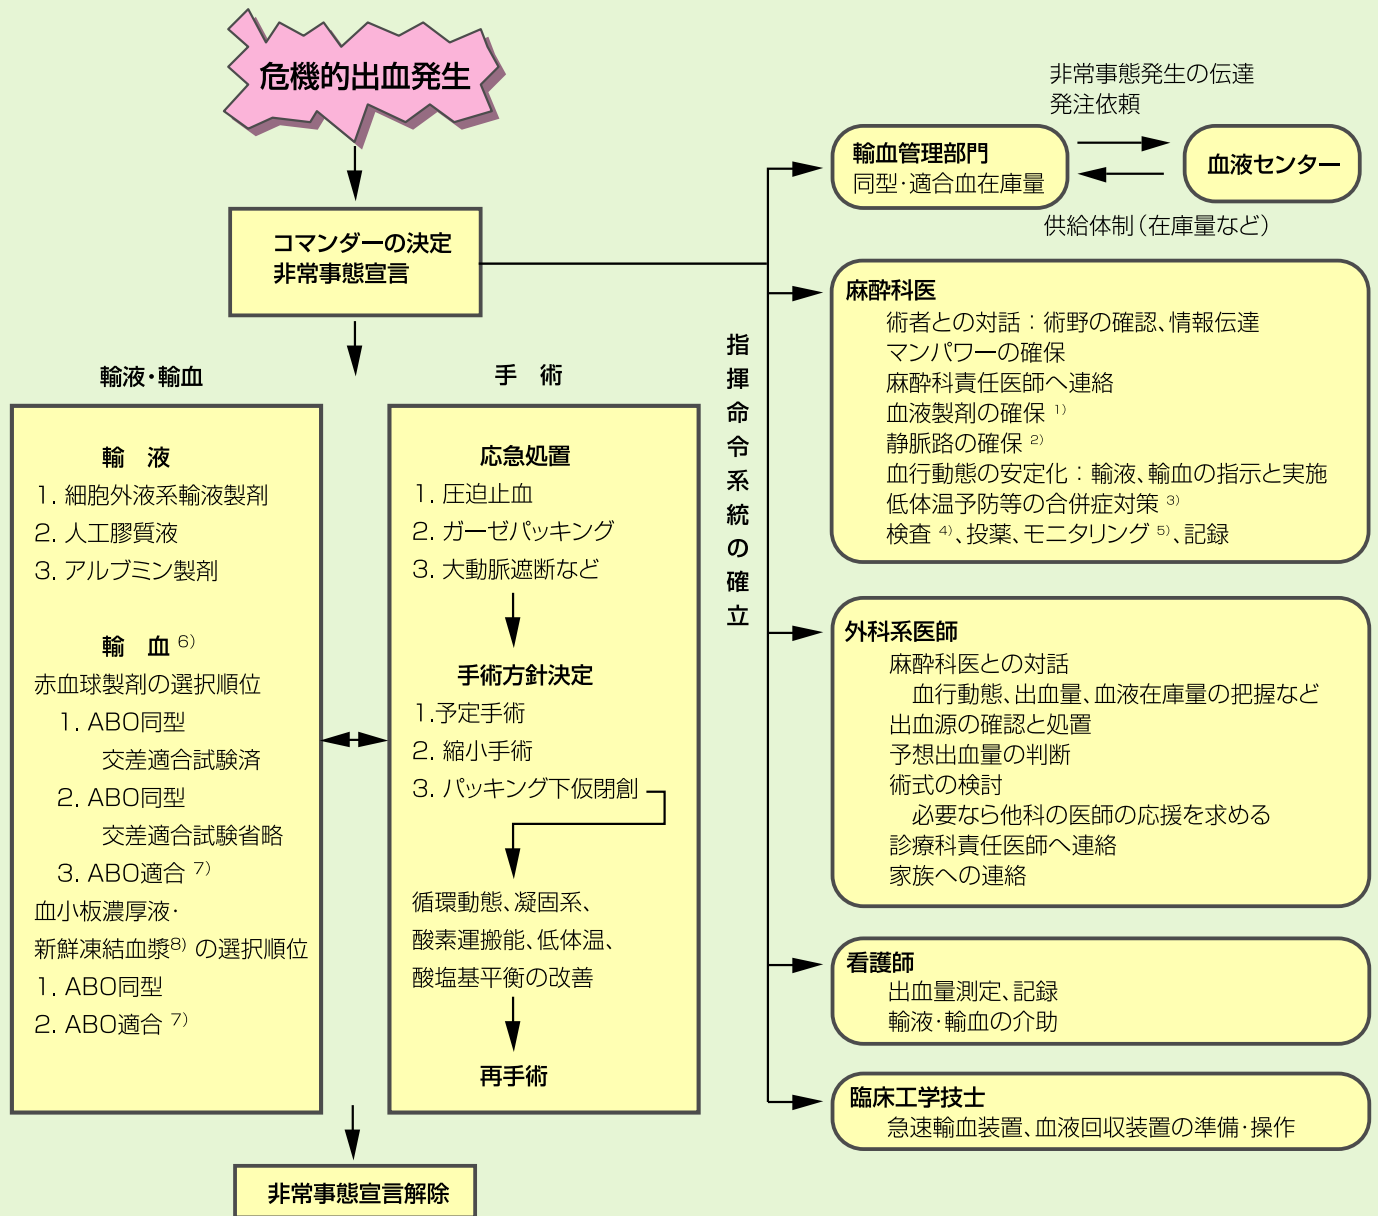 危機的出血発生
コマンダーの決定
非常事態宣言
輸液・輸血
輸　液
1. 細胞外液系輸液製剤
2. 人工膠質液
3. アルブミン製剤
輸　血 6)
赤血球製剤の選択順位
1. ABO同型
交差適合試験済
2. ABO同型
交差適合試験省略
3. ABO適合 7)
血小板濃厚液・
新鮮凍結血漿8) の選択順位
1. ABO同型
2. ABO適合 7)
手　術
応急処置
1. 圧迫止血
2. ガーゼパッキング
3. 大動脈遮断など
手術方針決定
1.予定手術
2. 縮小手術
3. パッキング下仮閉創
循環動態、凝固系、
酸素運搬能、低体温、
酸塩基平衡の改善
再手術
非常事態宣言解除
指揮命令系統の確立
非常事態発生の伝達
発注依頼
輸血管理部門
同型・適合血在庫量
血液センター
供給体制（在庫量など）
麻酔科医
術者との対話：術野の確認、情報伝達
マンパワーの確保
麻酔科責任医師へ連絡
血液製剤の確保 1)
静脈路の確保 2)
血行動態の安定化：輸液、輸血の指示と実施
低体温予防等の合併症対策 3)
検査 4)、投薬、モニタリング 5)、記録
外科系医師
麻酔科医との対話
血行動態、出血量、血液在庫量の把握など
出血源の確認と処置
予想出血量の判断
術式の検討
必要なら他科の医師の応援を求める
診療科責任医師へ連絡
家族への連絡
看護師
出血量測定、記録
輸液・輸血の介助
臨床工学技士
急速輸血装置、血液回収装置の準備・操作